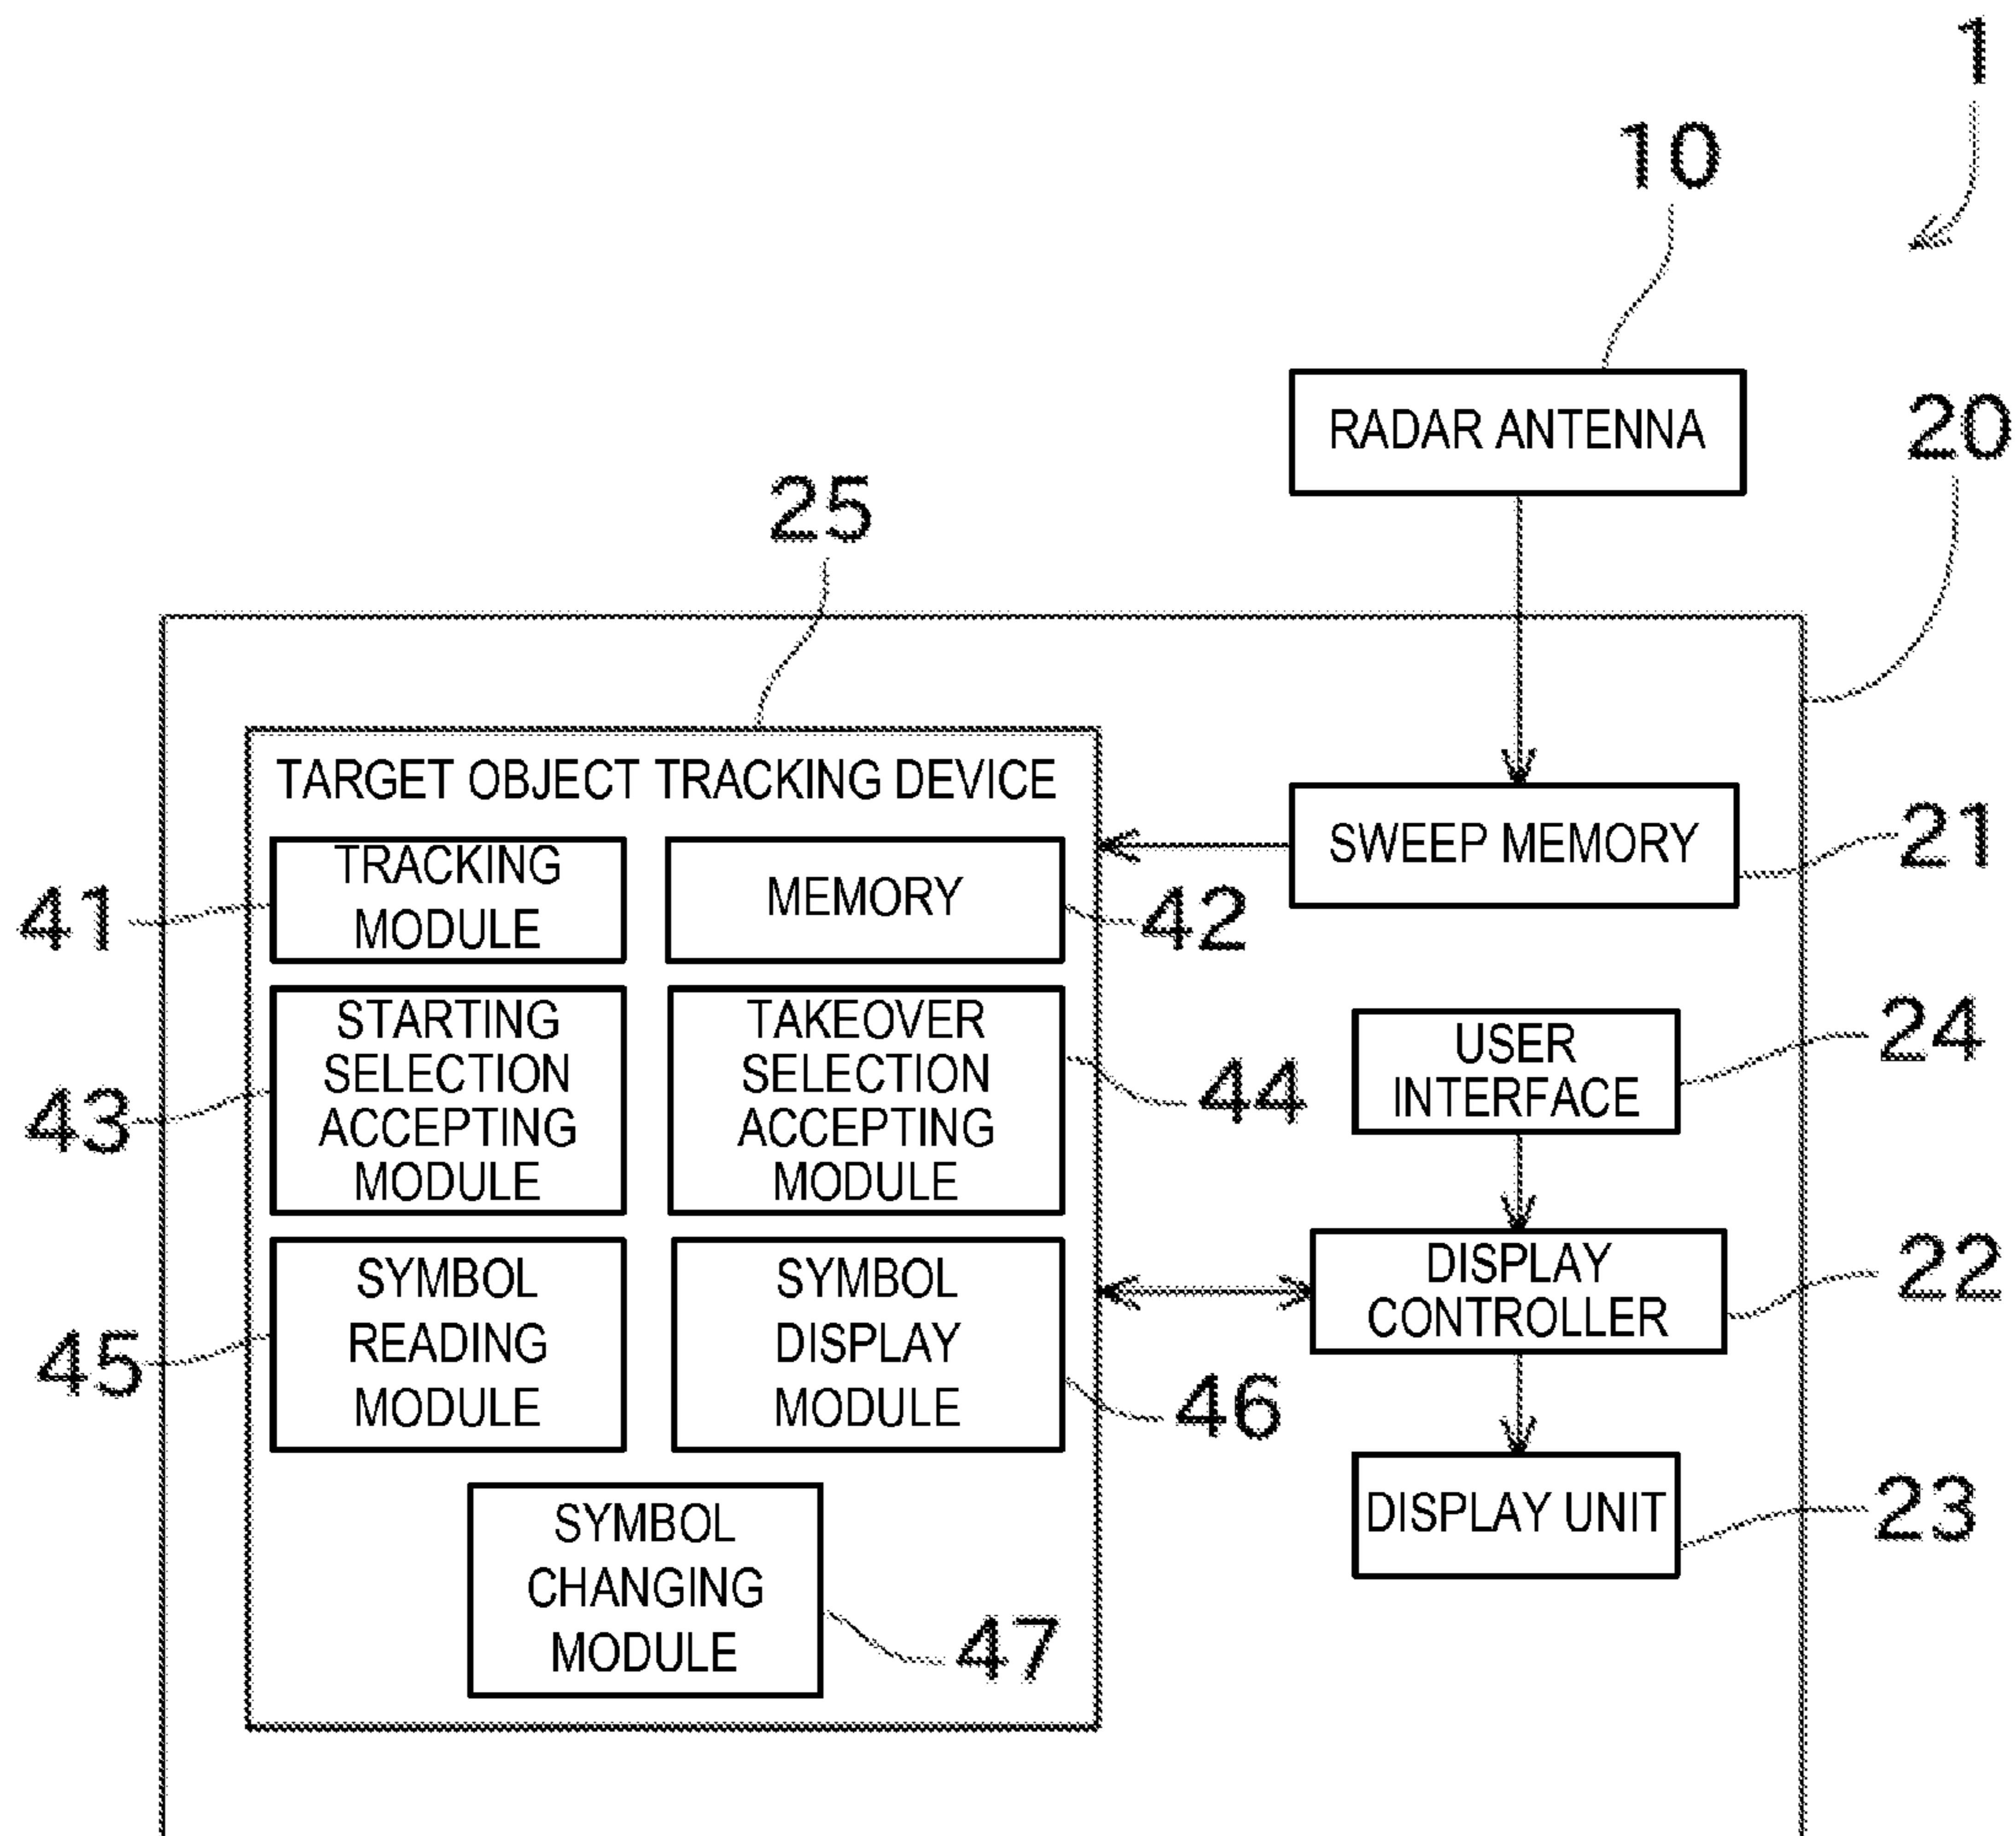 1
10
RADAR ANTENNA
20
25
TARGET OBJECT TRACKING DEVICE
SWEEP MEMORY
21
TRACKING
MODULE
41
MEMORY
42
STARTING
SELECTION
ACCEPTING
MODULE
43
TAKEOVER
SELECTION
ACCEPTING
MODULE
44
USER
INTERFACE
24
SYMBOL
READING
MODULE
45
SYMBOL
DISPLAY
MODULE
46
DISPLAY
CONTROLLER
22
DISPLAY UNIT
23
SYMBOL
CHANGING
MODULE
47